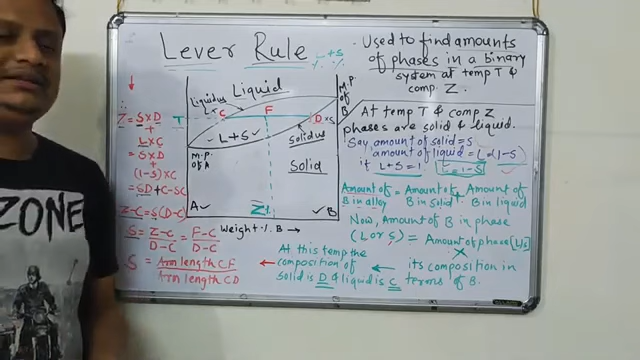 Lever Rule
L+S
Used to find amounts
of phases in a binary
system at temp T &
comp. Z.
Liquid
Liquidus
C
F
D
T
L+S
Solidus
Solid
M.P.
of A
M.P.
of B
A
B
Z
Weight % B →
∴
Z = S×D
+
L×C
= S×D
+
(1-S)×C
= SD + C-SC
Z-C = S(D-C)
S = Z-C / D-C = F-C / D-C
S = Arm length CF / Arm length CD
At temp T & comp Z
phases are solid & liquid.
Say amount of solid = S
amount of liquid = L = (1-S)
if L+S = 1. L = 1-S
Amount of B in alloy = Amount of B in solid + Amount of B in liquid
Now, Amount of B in phase
(L or S) = Amount of phase (L/S)
×
its composition in
terms of B.
At this temp the
composition of
solid is D & liquid is C
ZONE